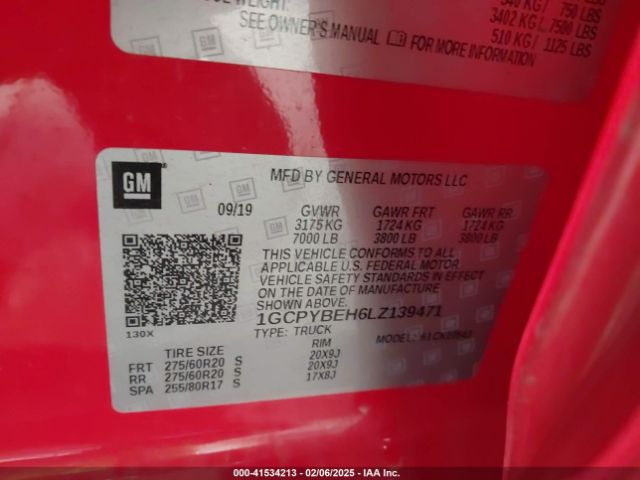 SEE OWNER'S MANUAL FOR MORE INFORMATION
340 KG/ 750 LBS
3402 KG/ 7500 LBS
510 KG/ 1125 LBS
GM
MFD BY GENERAL MOTORS LLC
09/19 GVWR GAWR FRT GAWR RR
3175 KG 1724 KG 1724 KG
7000 LB 3800 LB 3800 LB
THIS VEHICLE CONFORMS TO ALL
APPLICABLE U.S. FEDERAL MOTOR
VEHICLE SAFETY STANDARDS IN EFFECT
ON THE DATE OF MANUFACTURE
SHOWN ABOVE.
1GCPYBEH6LZ139471
130X
TYPE: TRUCK MODEL:
TIRE SIZE RIM
FRT 275/60R20 S 20X9J
RR 275/60R20 S 20X9J
SPA 255/80R17 S 17X8J
000-41534213 - 02/06/2025 - IAA Inc.